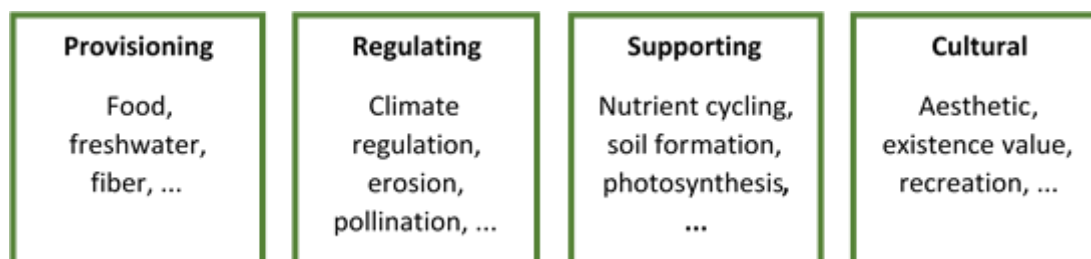 Provisioning
Food,
freshwater,
fiber, ...
Regulating
Climate
regulation,
erosion,
pollination, ...
Supporting
Nutrient cycling,
soil formation,
photosynthesis,
...
Cultural
Aesthetic,
existence value,
recreation, ...